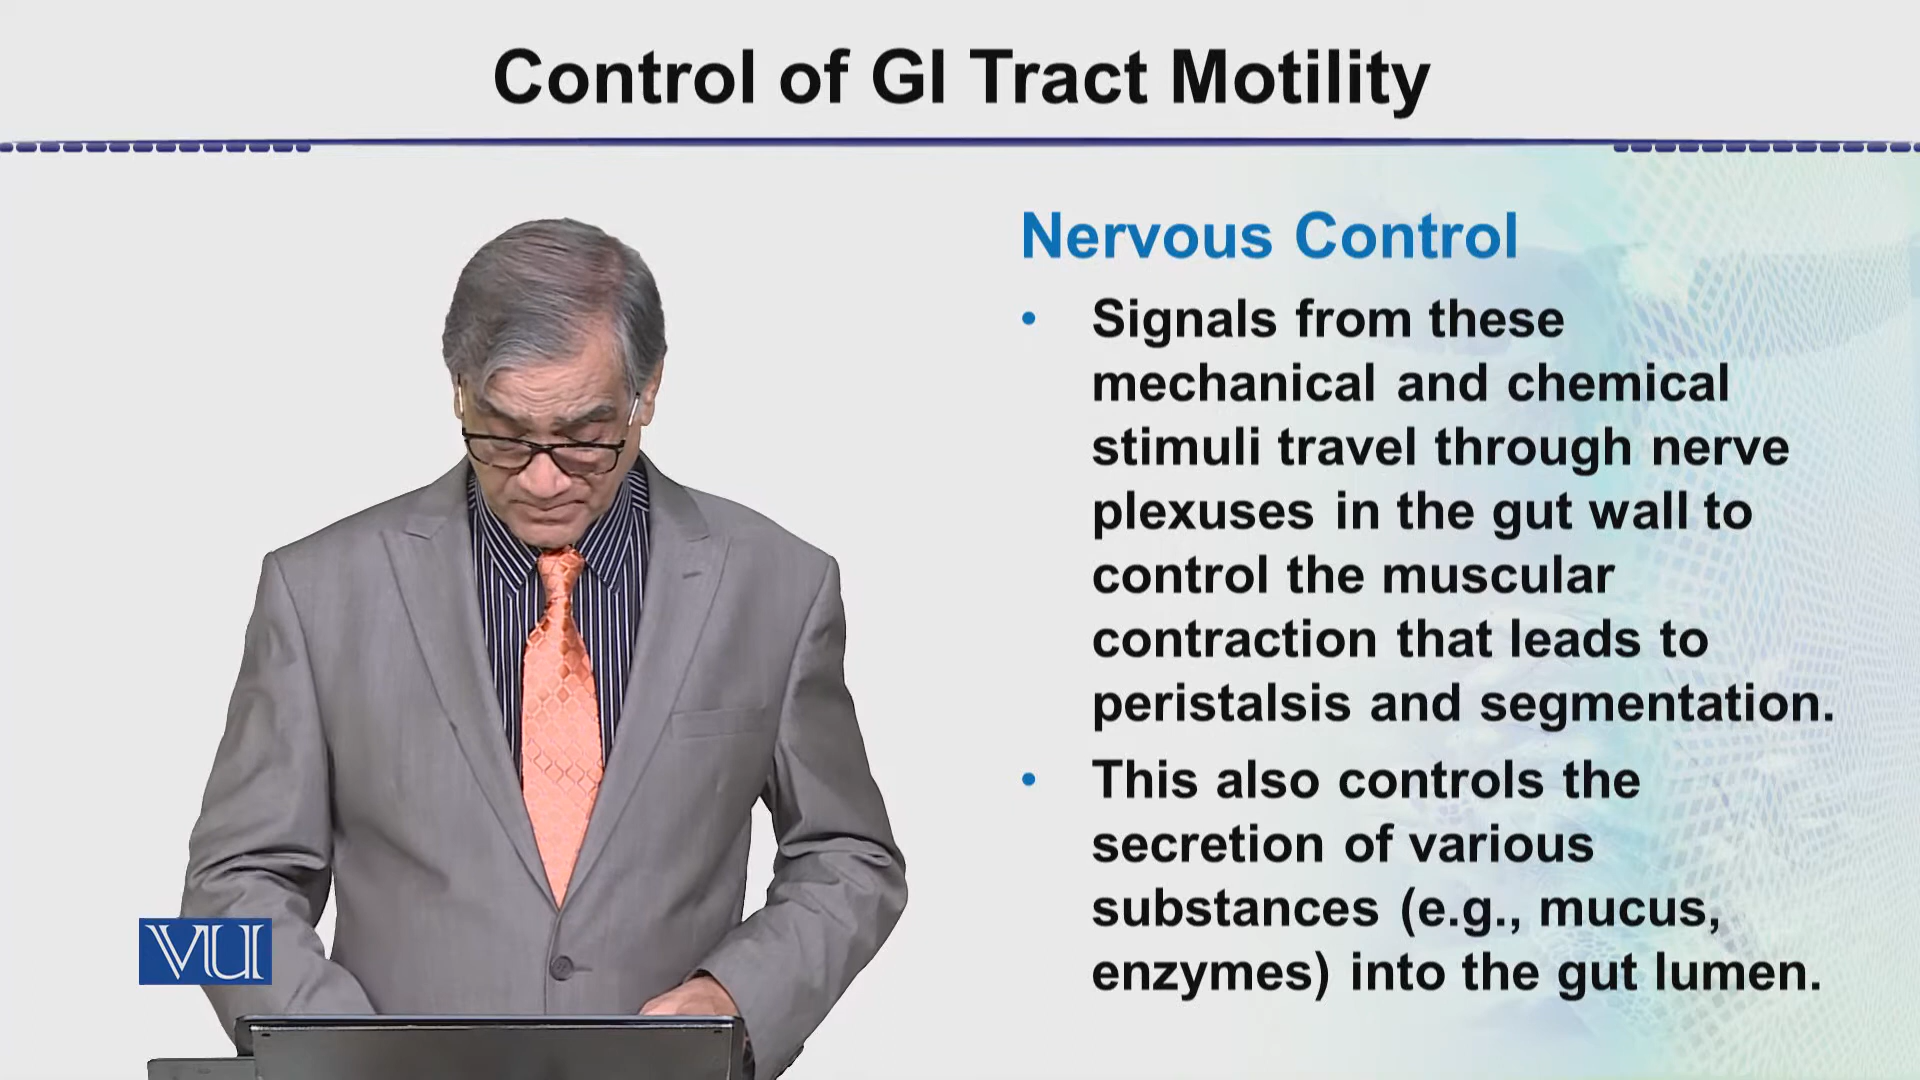 Control of GI Tract Motility
Nervous Control
• Signals from these
mechanical and chemical
stimuli travel through nerve
plexuses in the gut wall to
control the muscular
contraction that leads to
peristalsis and segmentation.
• This also controls the
secretion of various
substances (e.g., mucus,
enzymes) into the gut lumen.
VU